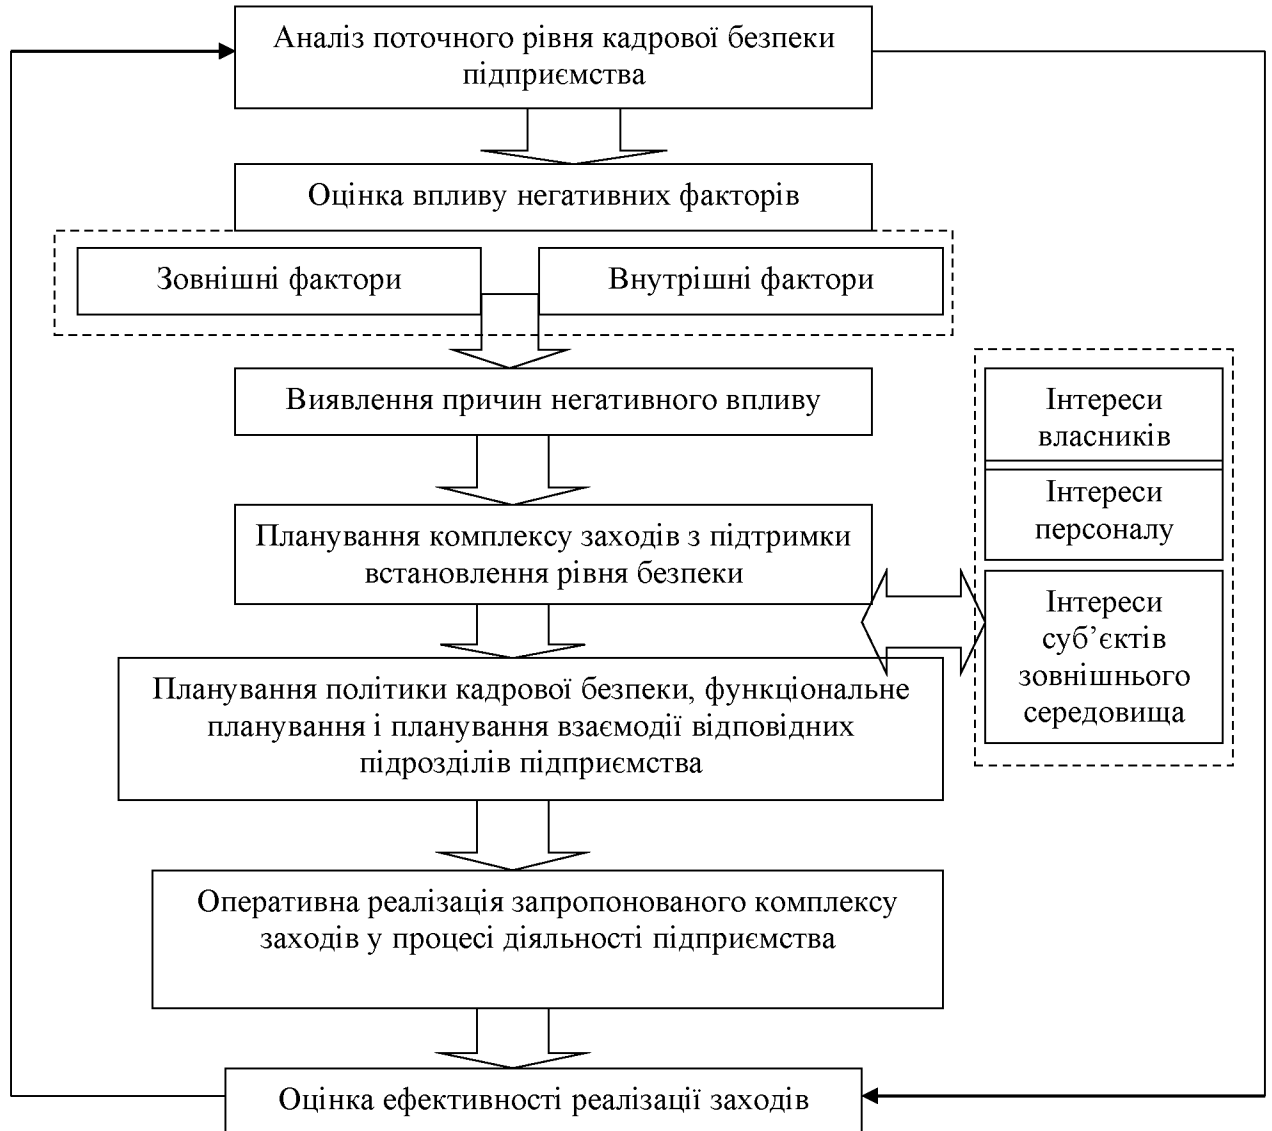 Аналіз поточного рівня кадрової безпеки
підприємства
Оцінка впливу негативних факторів
Зовнішні фактори
Внутрішні фактори
Виявлення причин негативного впливу
Планування комплексу заходів з підтримки
встановлення рівня безпеки
Планування політики кадрової безпеки, функціональне
планування і планування взаємодії відповідних
підрозділів підприємства
Оперативна реалізація запропонованого комплексу
заходів у процесі діяльності підприємства
Оцінка ефективності реалізації заходів
Інтереси
власників
Інтереси
персоналу
Інтереси
суб’єктів
зовнішнього
середовища